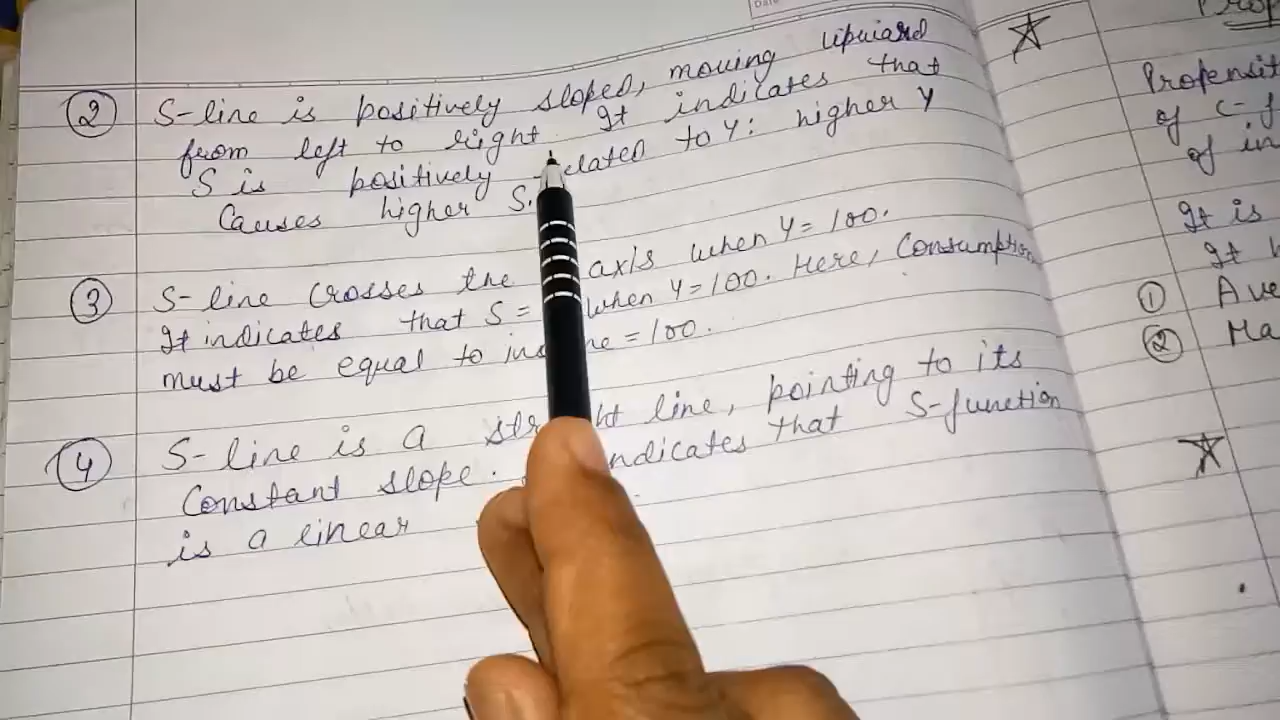 ② S-line is positively sloped, moving upward
from left to right. It indicates that
S is positively related to Y: higher Y
Causes higher S.
③ S-line crosses the axis when Y = 100.
It indicates that S = when Y = 100. Here, Consumption
must be equal to = 100.
④ S-line is a line, pointing to its
Constant slope. indicates that S-function
is a linear
Propensit
of C-f
of in
It is
It
① Ave
② Ma